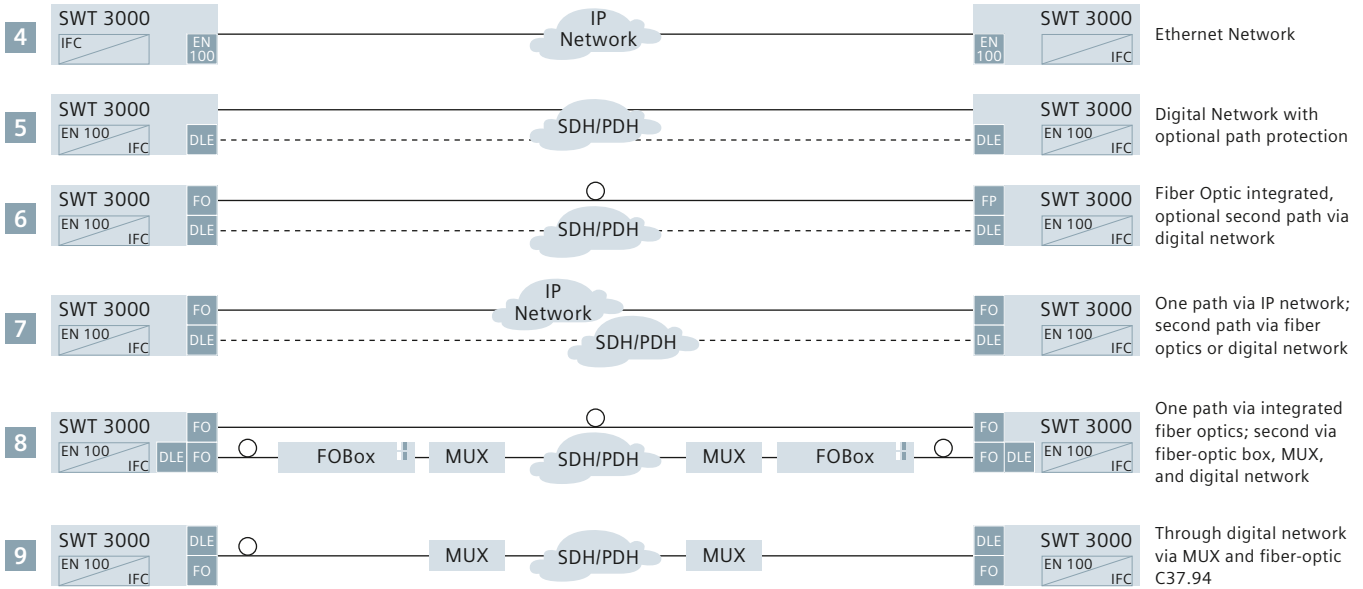 4
SWT 3000
IFC
EN
100
IP
Network
EN
100
SWT 3000
IFC
Ethernet Network
5
SWT 3000
EN 100
IFC
DLE
SDH/PDH
DLE
SWT 3000
EN 100
IFC
Digital Network with
optional path protection
6
SWT 3000
EN 100
IFC
FO
DLE
SDH/PDH
FP
DLE
SWT 3000
EN 100
IFC
Fiber Optic integrated,
optional second path via
digital network
7
SWT 3000
EN 100
IFC
FO
DLE
IP
Network
SDH/PDH
FO
DLE
SWT 3000
EN 100
IFC
One path via IP network;
second path via fiber
optics or digital network
8
SWT 3000
EN 100
IFC
FO
DLE FO
FOBox
MUX
SDH/PDH
MUX
FOBox
FO
FO DLE
SWT 3000
EN 100
IFC
One path via integrated
fiber optics; second via
fiber-optic box, MUX,
and digital network
9
SWT 3000
EN 100
IFC
DLE
FO
MUX
SDH/PDH
MUX
DLE
FO
SWT 3000
EN 100
IFC
Through digital network
via MUX and fiber-optic
C37.94